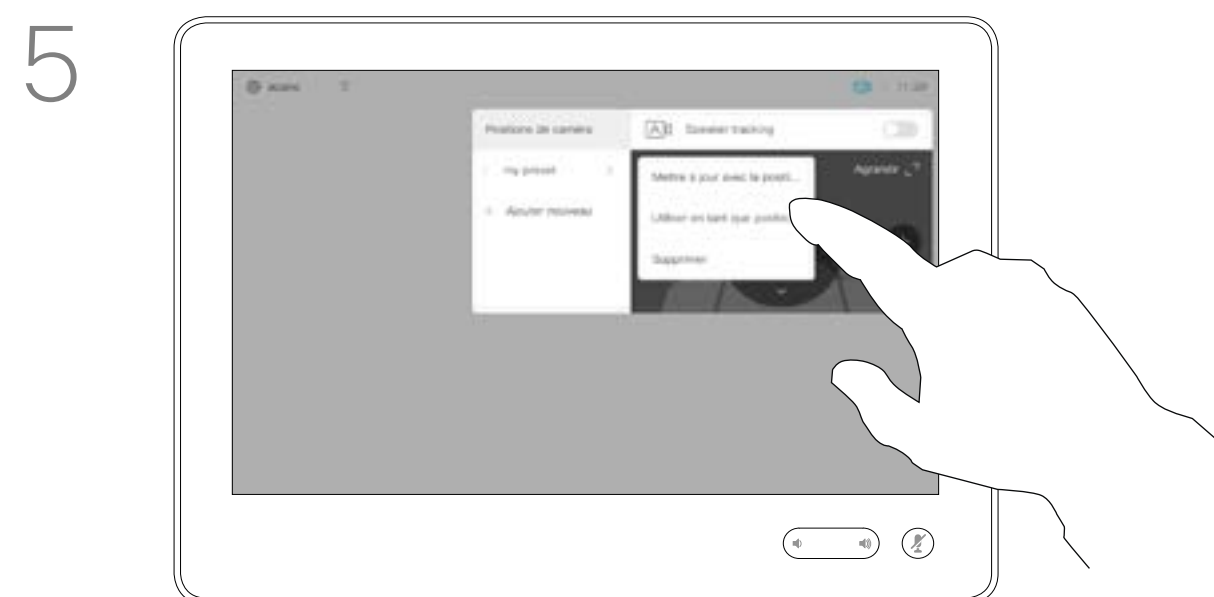 5
Positions de caméra
Speaker tracking
my preset
Mettre à jour avec la positi...
Agrandir
Ajouter nouveau
Utiliser en tant que positio
Supprimer